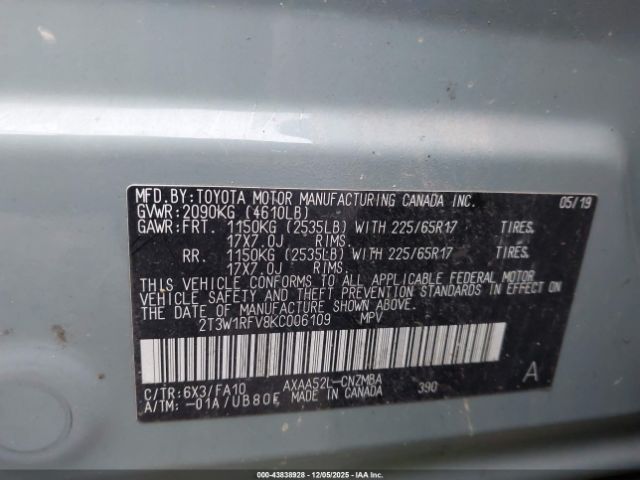 MFD. BY: TOYOTA MOTOR MANUFACTURING CANADA INC. 05/19
GVWR: 2090KG (4610LB)
GAWR: FRT. 1150KG (2535LB) WITH 225/65R17 TIRES.
17X7.0J RIMS.
RR. 1150KG (2535LB) WITH 225/65R17 TIRES.
17X7.0J RIMS.
THIS VEHICLE CONFORMS TO ALL APPLICABLE FEDERAL MOTOR
VEHICLE SAFETY AND THEFT PREVENTION STANDARDS IN EFFECT ON
THE DATE OF MANUFACTURE SHOWN ABOVE.
2T3W1RFV8KC006109 MPV
C/TR: 6X3/FA10 AXAA52L-CNZMBA 390 A
A/TM: -01A/UB80F MADE IN CANADA
000-43838928 12/05/2025 IAAI.COM